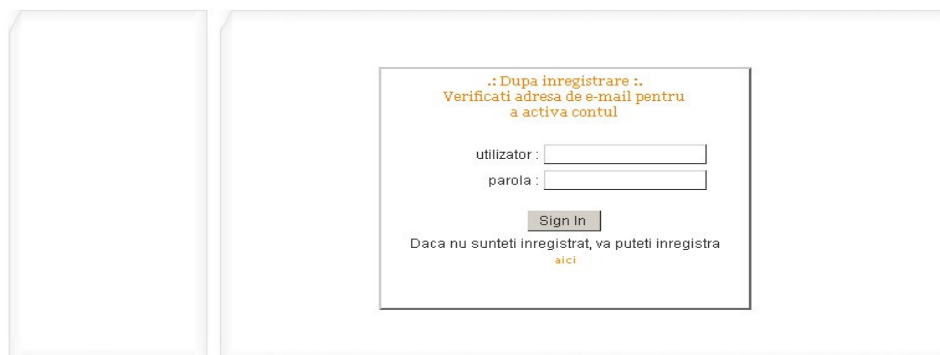 .: Dupa inregistrare :.
Verificati adresa de e-mail pentru
a activa contul
utilizator :
parola :
Sign In
Daca nu sunteti inregistrat, va puteti inregistra
aici